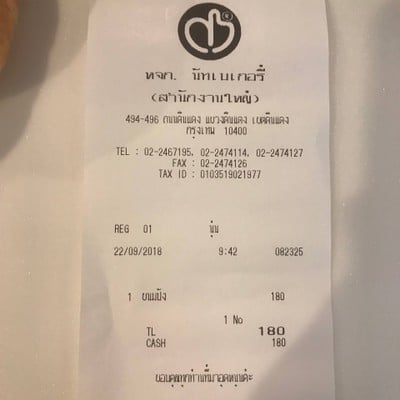 หจก. นัทเบเกอรี่
(สำนักงานใหญ่)
494-496 ถนนดินแดง แขวงดินแดง เขตดินแดง
กรุงเทพ 10400
TEL : 02-2467195, 02-2474114, 02-2474127
FAX : 02-2474126
TAX ID : 0103519021977
REG 01 นุ่น
22/09/2018 9:42 082325
1 ขนมปัง 180
1 No
TL 180
CASH 180
ขอบคุณทุกท่านที่มาอุดหนุนค่ะ